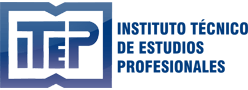 ITEP
INSTITUTO TÉCNICO
DE ESTUDIOS
PROFESIONALES